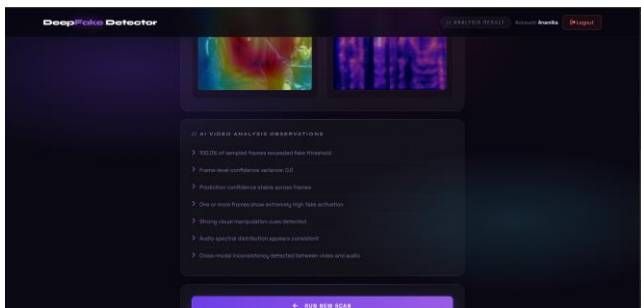 DeepFake Detector
// ANALYSIS RESULT
Account: Anamika
Logout
// AI VIDEO ANALYSIS OBSERVATIONS
> 100.0% of sampled frames exceeded fake threshold
> Frame-level confidence variance: 0.0
> Prediction confidence stable across frames
> One or more frames show extremely high fake activation
> Strong visual manipulation cues detected
> Audio spectral distribution appears consistent
> Cross-modal inconsistency detected between video and audio
← RUN NEW SCAN